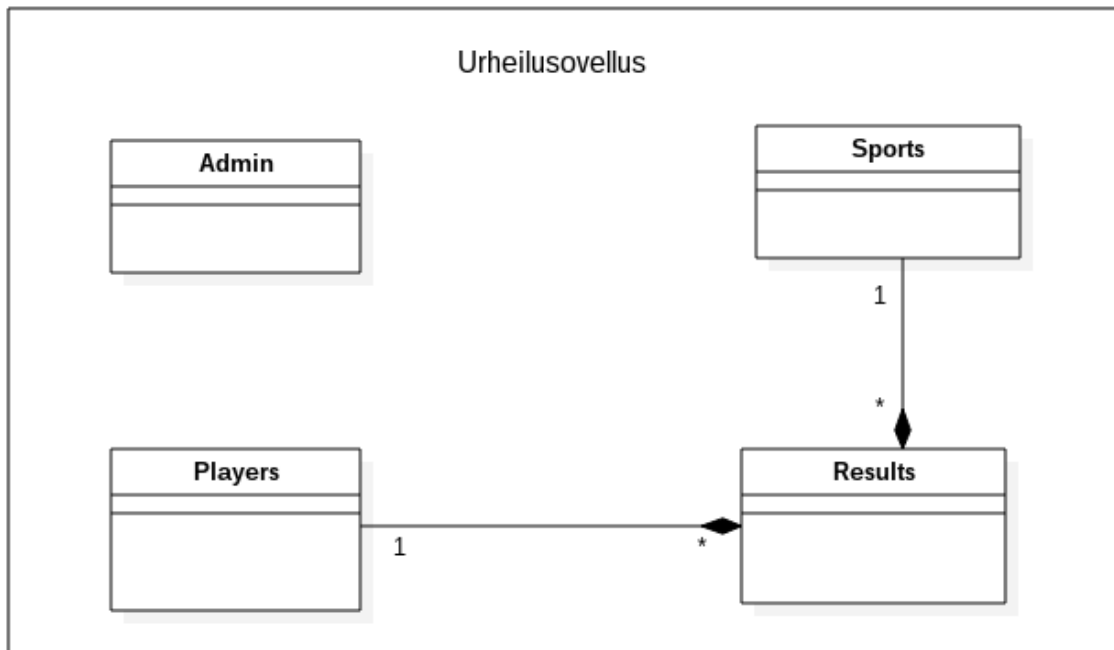 Urheilusovellus
Admin
Sports
1
*
Players
Results
1
*